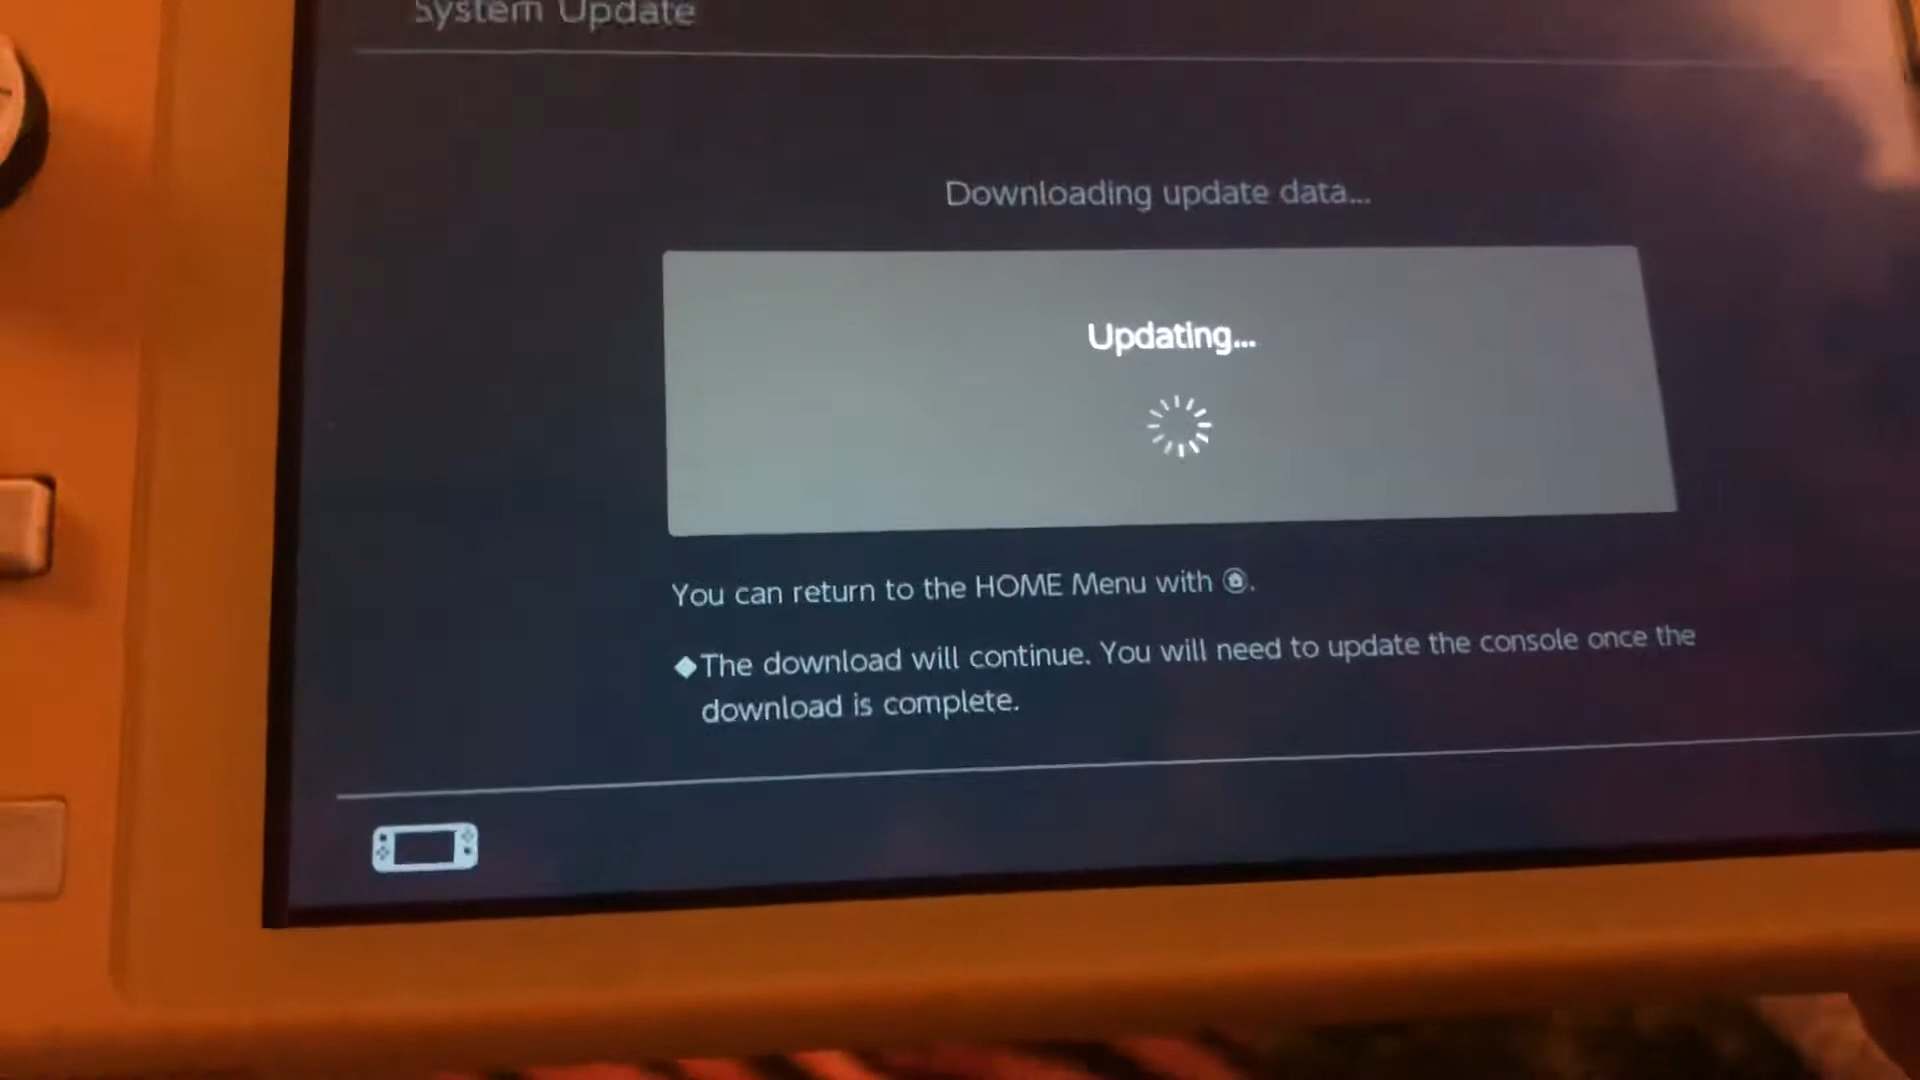 System Update
Downloading update data...
Updating...
You can return to the HOME Menu with .
◆The download will continue. You will need to update the console once the
download is complete.